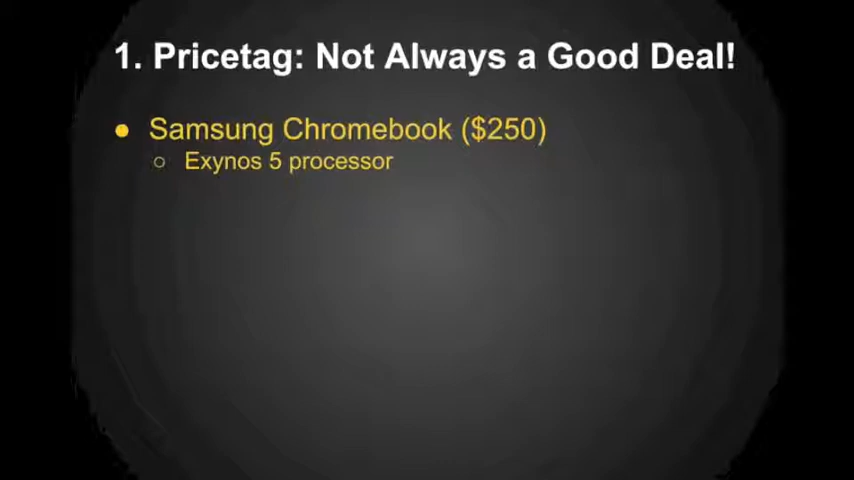 1. Pricetag: Not Always a Good Deal!
● Samsung Chromebook ($250)
○ Exynos 5 processor